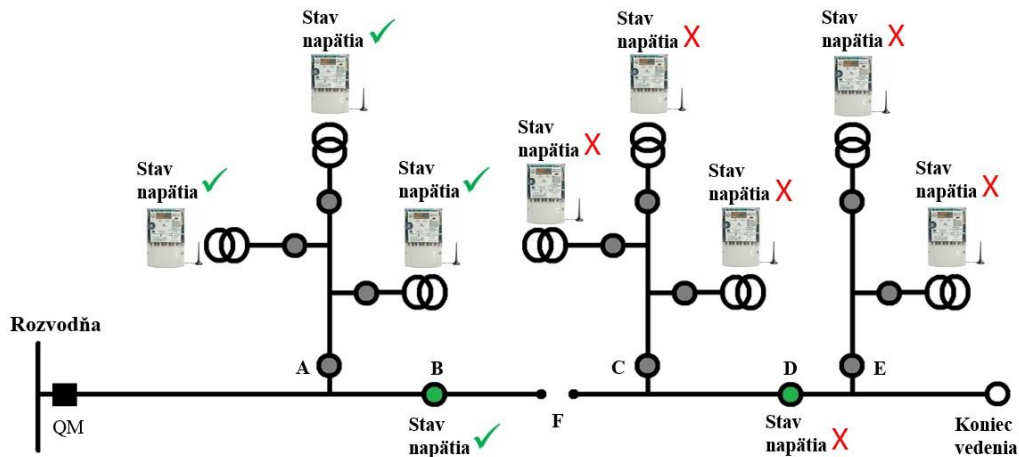 Stav
napätia
Stav
napätia X
Stav
napätia X
Stav
napätia X
Stav
napätia
Stav
napätia
Stav
napätia X
Stav
napätia X
Rozvodňa
A
B
C
D
E
QM
F
Stav
napätia
Stav
napätia X
Koniec
vedenia